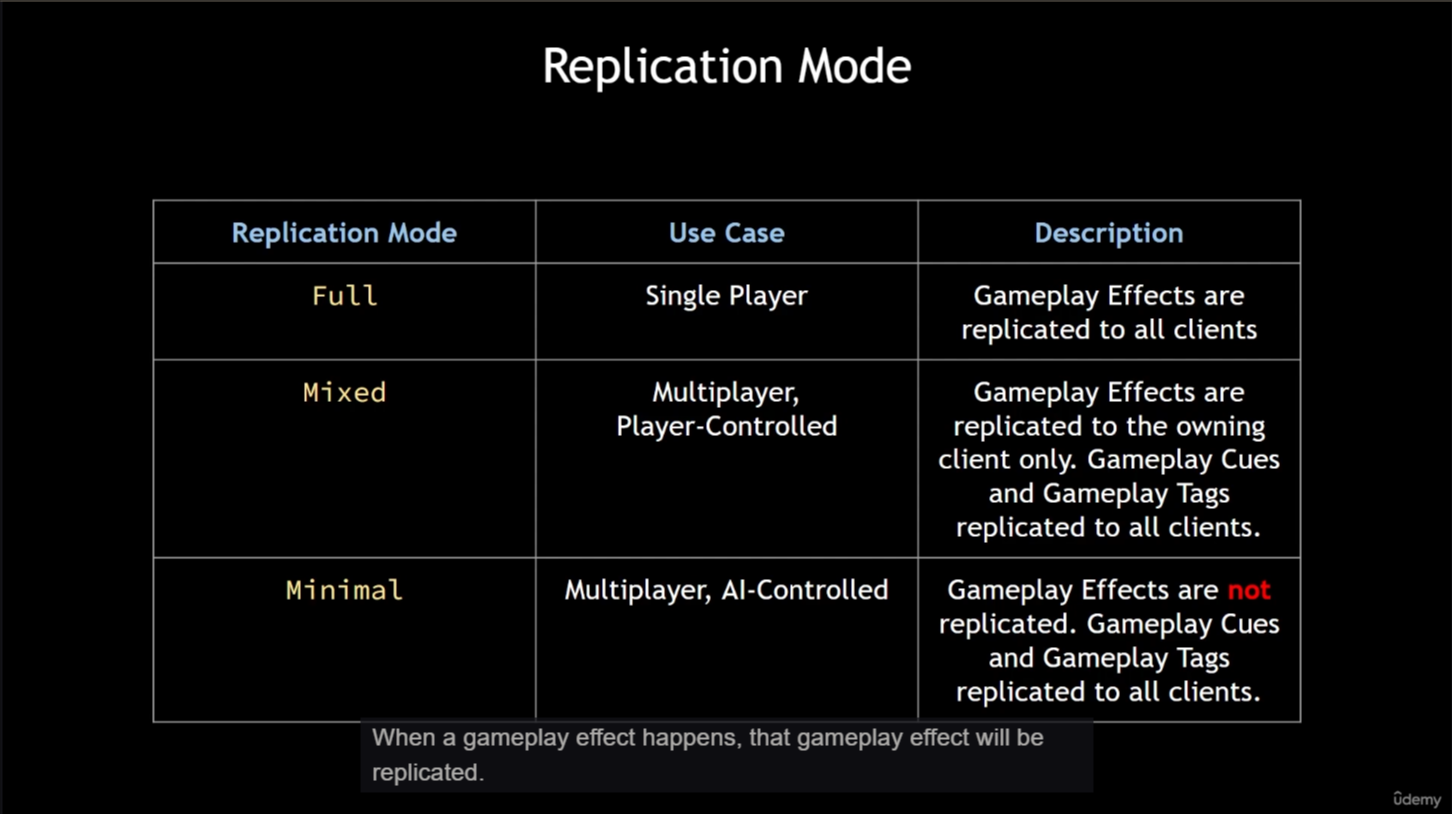 Replication Mode
Replication Mode
Use Case
Description
Full
Single Player
Gameplay Effects are
replicated to all clients
Mixed
Multiplayer,
Player-Controlled
Gameplay Effects are
replicated to the owning
client only. Gameplay Cues
and Gameplay Tags
replicated to all clients.
Minimal
Multiplayer, AI-Controlled
Gameplay Effects are not
replicated. Gameplay Cues
and Gameplay Tags
replicated to all clients.
When a gameplay effect happens, that gameplay effect will be
replicated.
ûdemy